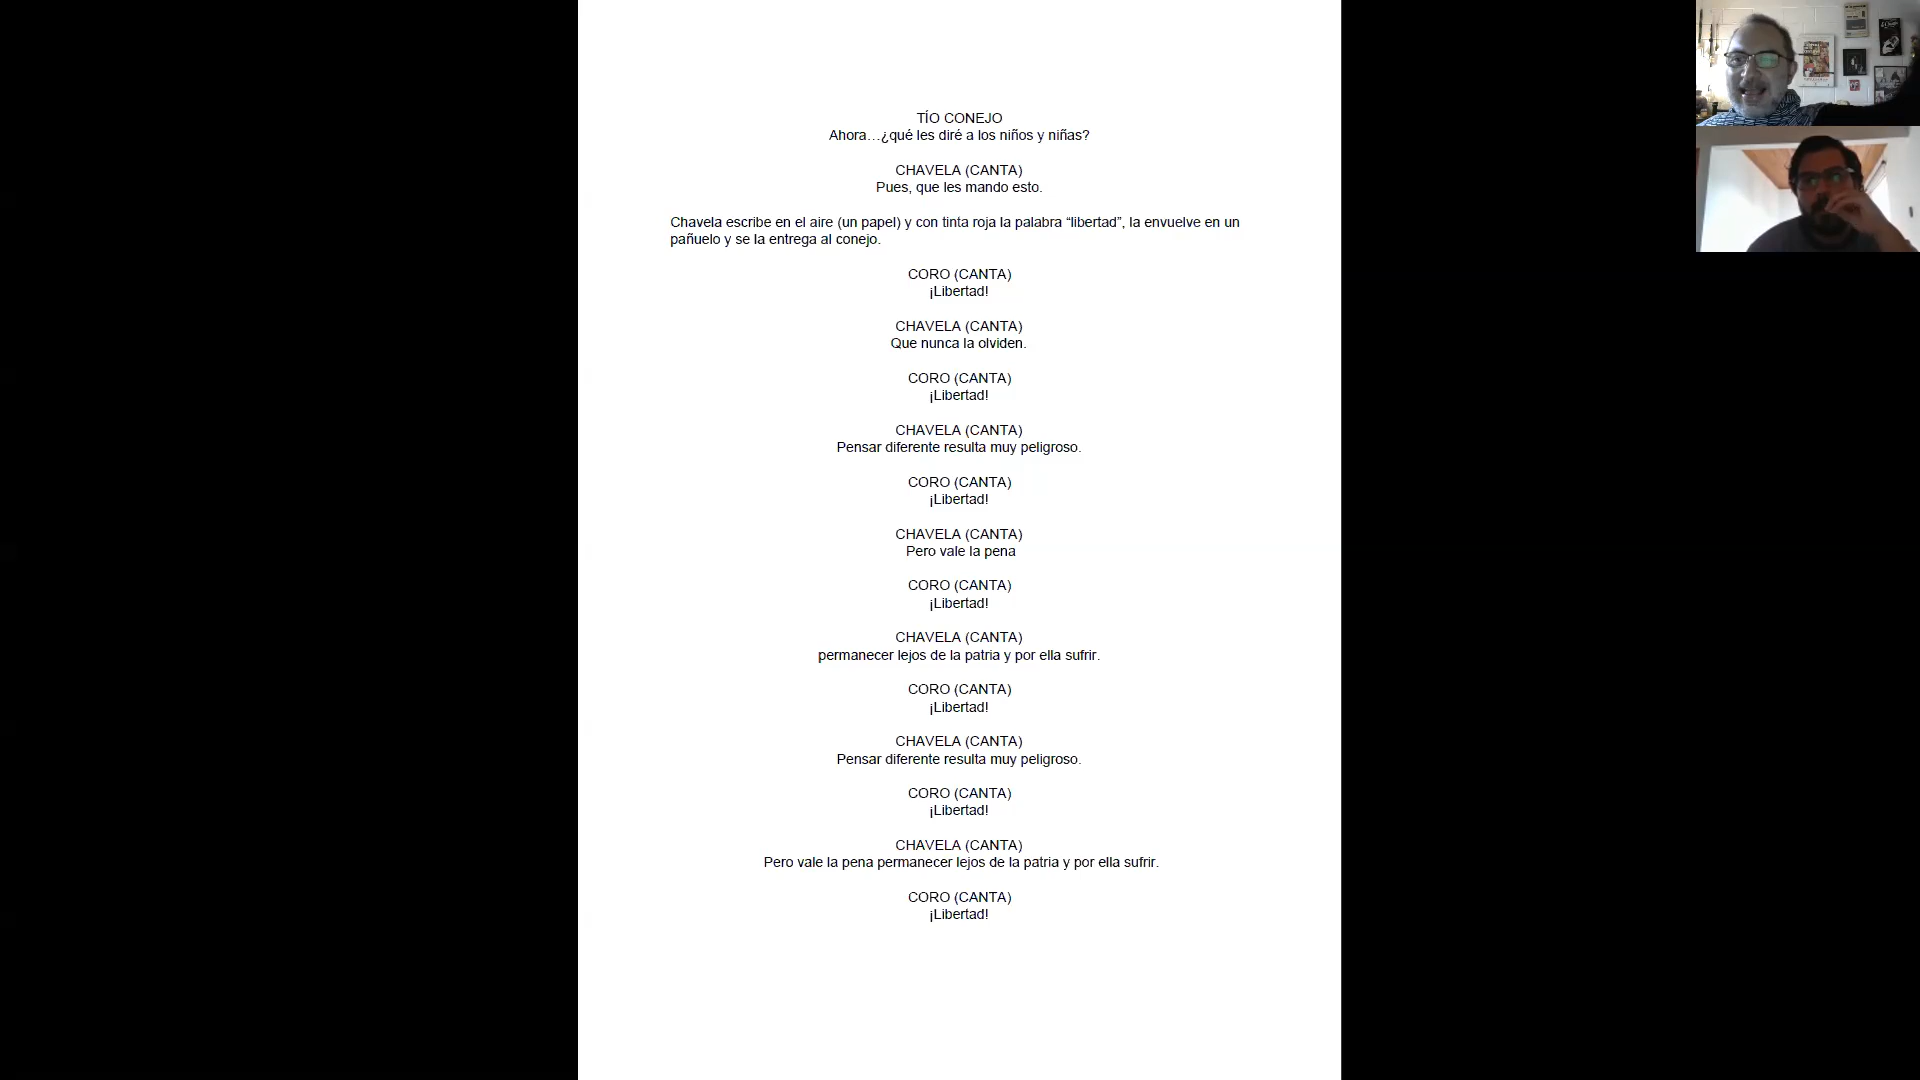 TÍO CONEJO
Ahora…¿qué les diré a los niños y niñas?
CHAVELA (CANTA)
Pues, que les mando esto.
Chavela escribe en el aire (un papel) y con tinta roja la palabra “libertad”, la envuelve en un
pañuelo y se la entrega al conejo.
CORO (CANTA)
¡Libertad!
CHAVELA (CANTA)
Que nunca la olviden.
CORO (CANTA)
¡Libertad!
CHAVELA (CANTA)
Pensar diferente resulta muy peligroso.
CORO (CANTA)
¡Libertad!
CHAVELA (CANTA)
Pero vale la pena
CORO (CANTA)
¡Libertad!
CHAVELA (CANTA)
permanecer lejos de la patria y por ella sufrir.
CORO (CANTA)
¡Libertad!
CHAVELA (CANTA)
Pensar diferente resulta muy peligroso.
CORO (CANTA)
¡Libertad!
CHAVELA (CANTA)
Pero vale la pena permanecer lejos de la patria y por ella sufrir.
CORO (CANTA)
¡Libertad!